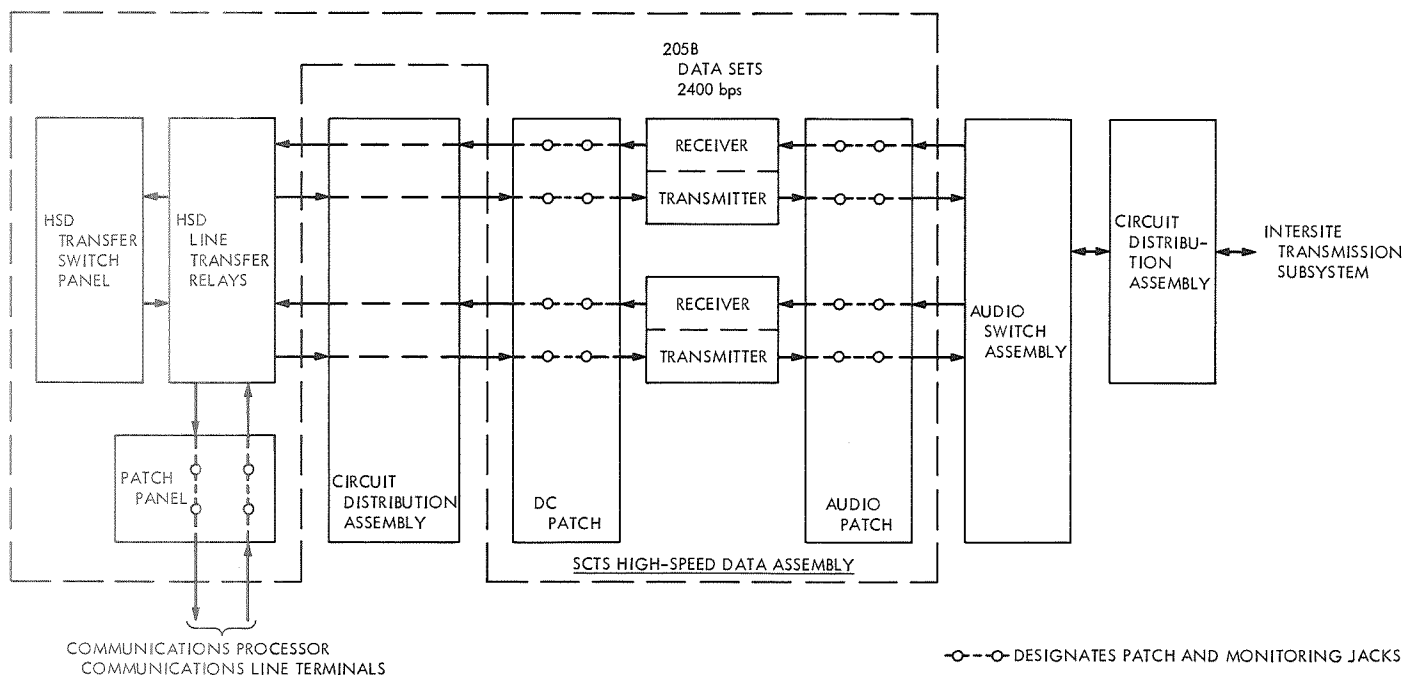 205B
DATA SETS
2400 bps
HSD
TRANSFER
SWITCH
PANEL
HSD
LINE
TRANSFER
RELAYS
RECEIVER
TRANSMITTER
RECEIVER
TRANSMITTER
CIRCUIT
DISTRIBU-
TION
ASSEMBLY
INTERSITE
TRANSMISSION
SUBSYSTEM
AUDIO
SWITCH
ASSEMBLY
PATCH
PANEL
CIRCUIT
DISTRIBUTION
ASSEMBLY
DC
PATCH
AUDIO
PATCH
SCTS HIGH-SPEED DATA ASSEMBLY
COMMUNICATIONS PROCESSOR
COMMUNICATIONS LINE TERMINALS
DESIGNATES PATCH AND MONITORING JACKS